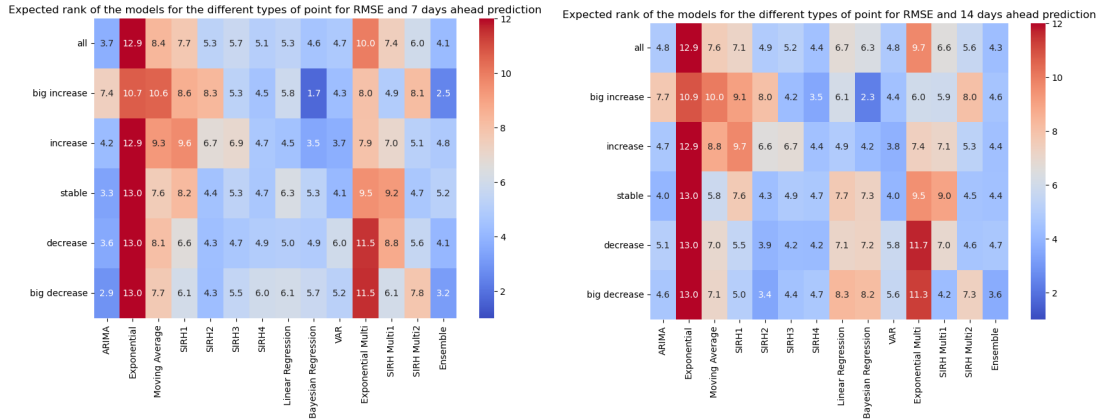 Expected rank of the models for the different types of point for RMSE and 7 days ahead prediction
all 3.7 12.9 8.4 7.7 5.3 5.7 5.1 5.3 4.6 4.7 10.0 7.4 6.0 4.1
big increase 7.4 10.7 10.6 8.6 8.3 5.3 4.5 5.8 1.7 4.3 8.0 4.9 8.1 2.5
increase 4.2 12.9 9.3 9.6 6.7 6.9 4.7 4.5 3.5 3.7 7.9 7.0 5.1 4.8
stable 3.3 13.0 7.6 8.2 4.4 5.3 4.7 6.3 5.3 4.1 9.5 9.2 4.7 5.2
decrease 3.6 13.0 8.1 6.6 4.3 4.7 4.9 5.0 4.9 6.0 11.5 8.8 5.6 4.1
big decrease 2.9 13.0 7.7 6.1 4.3 5.5 6.0 6.1 5.7 5.2 11.5 6.1 7.8 3.2
ARIMA
Exponential
Moving Average
SIRH1
SIRH2
SIRH3
SIRH4
Linear Regression
Bayesian Regression
VAR
Exponential Multi
SIRH Multi1
SIRH Multi2
Ensemble
12
10
8
6
4
2
Expected rank of the models for the different types of point for RMSE and 14 days ahead prediction
all 4.8 12.9 7.6 7.1 4.9 5.2 4.4 6.7 6.3 4.8 9.7 6.6 5.6 4.3
big increase 7.7 10.9 10.0 9.1 8.0 4.2 3.5 6.1 2.3 4.4 6.0 5.9 8.0 4.6
increase 4.7 12.9 8.8 9.7 6.6 6.7 4.4 4.9 4.2 3.8 7.4 7.1 5.3 4.4
stable 4.0 13.0 5.8 7.6 4.3 4.9 4.7 7.7 7.3 4.0 9.5 9.0 4.5 4.4
decrease 5.1 13.0 7.0 5.5 3.9 4.2 4.2 7.1 7.2 5.8 11.7 7.0 4.6 4.7
big decrease 4.6 13.0 7.1 5.0 3.4 4.4 4.7 8.3 8.2 5.6 11.3 4.2 7.3 3.6
ARIMA
Exponential
Moving Average
SIRH1
SIRH2
SIRH3
SIRH4
Linear Regression
Bayesian Regression
VAR
Exponential Multi
SIRH Multi1
SIRH Multi2
Ensemble
12
10
8
6
4
2